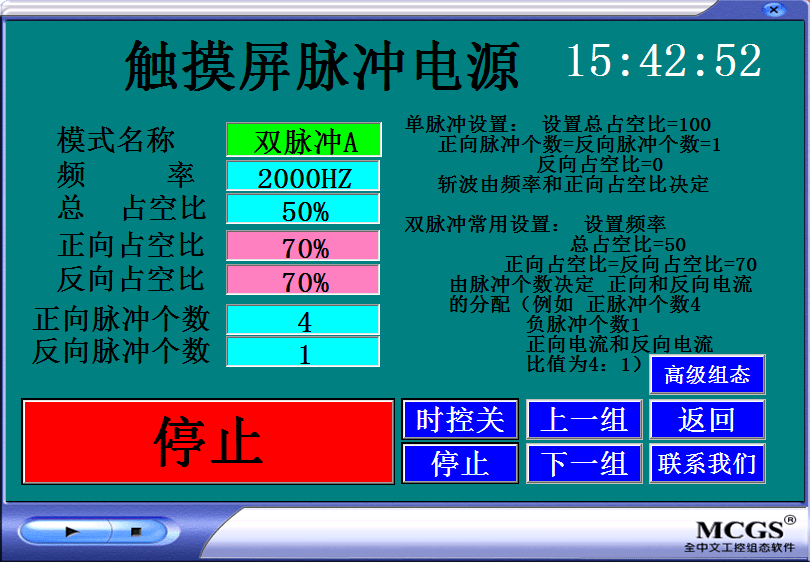 触摸屏脉冲电源 15:42:52
模式名称 双脉冲A
频 率 2000HZ
总 占空比 50%
正向占空比 70%
反向占空比 70%
正向脉冲个数 4
反向脉冲个数 1
单脉冲设置: 设置总占空比=100
正向脉冲个数=反向脉冲个数=1
反向占空比=0
斩波由频率和正向占空比决定
双脉冲常用设置: 设置频率
总占空比=50
正向占空比=反向占空比=70
由脉冲个数决定 正向和反向电流
的分配（例如 正脉冲个数4
负脉冲个数1
正向电流和反向电流
比值为4: 1）
高级组态
停止
时控关 上一组 返回
停止 下一组 联系我们
MCGS®
全中文工控组态软件